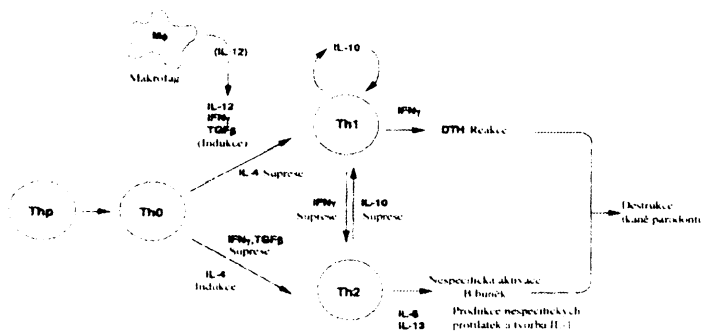 Mϕ
(IL-12)
Makrofág
IL-12
IFNγ
TGFβ
(Indukce)
IL-10
Th1
IFNγ
DTH Reakce
IL-4 Suprese
Thp
Th0
IFNγ
Suprese
IL-10
Suprese
Destrukce
tkáně parodontu
IFNγ,TGFβ
Suprese
IL-4
Indukce
Th2
Nespecifická aktivace
B buněk
IL-6
IL-13
Produkce nespecifických
protilátek a tvorba IL-1